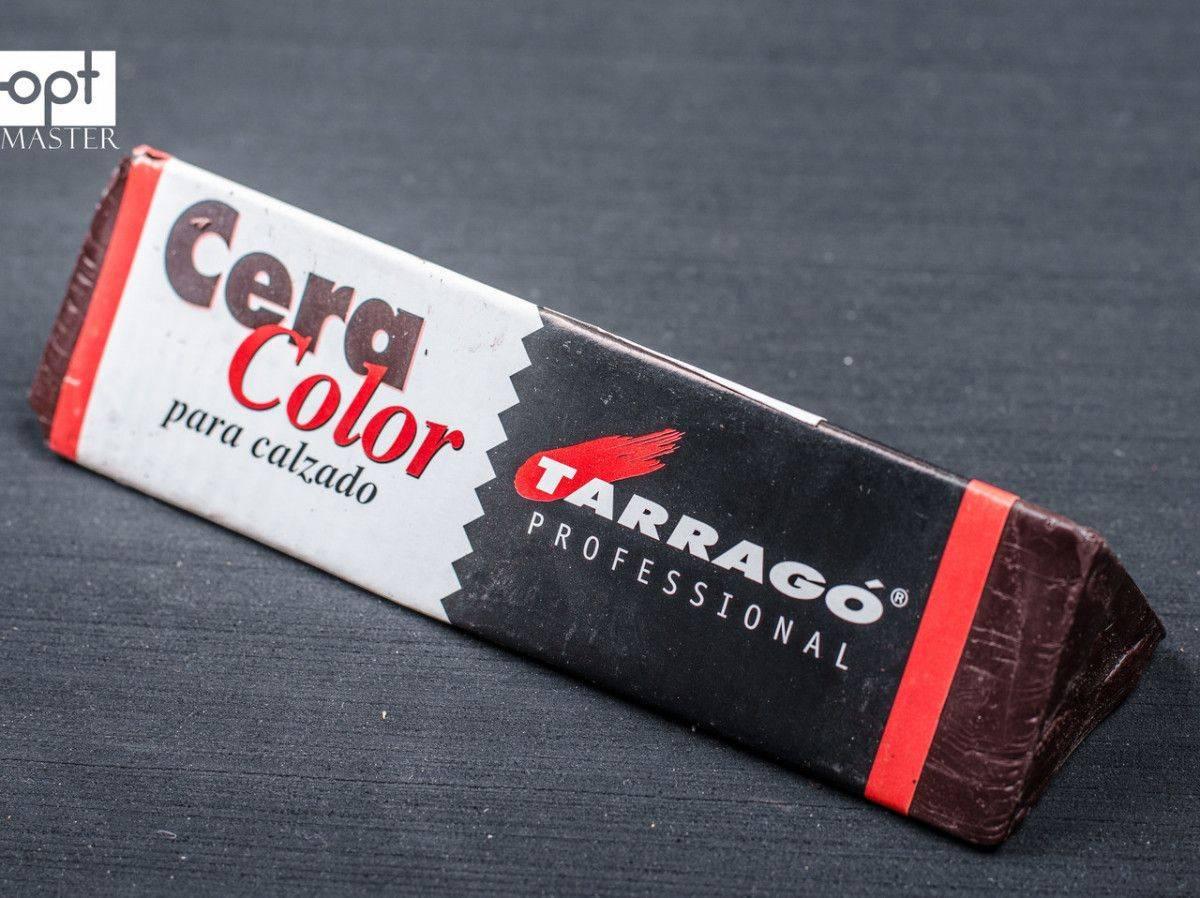 opt
MASTER
Cera
Color
para calzado
TARRAGÓ®
PROFESSIONAL